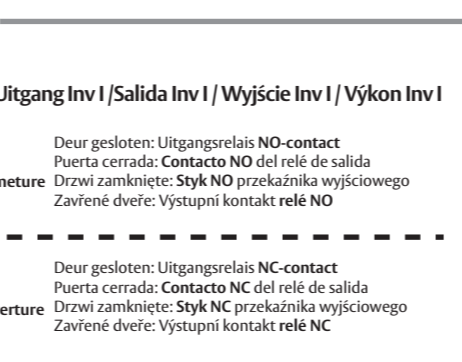 Uitgang Inv I /Salida Inv I / Wyjście Inv I / Výkon Inv I
Deur gesloten: Uitgangsrelais NO-contact
Puerta cerrada: Contacto NO del relé de salida
Drzwi zamknięte: Styk NO przekaźnika wyjściowego
Zavřené dveře: Výstupní kontakt relé NO
Deur gesloten: Uitgangsrelais NC-contact
Puerta cerrada: Contacto NC del relé de salida
Drzwi zamknięte: Styk NC przekaźnika wyjściowego
Zavřené dveře: Výstupní kontakt relé NC